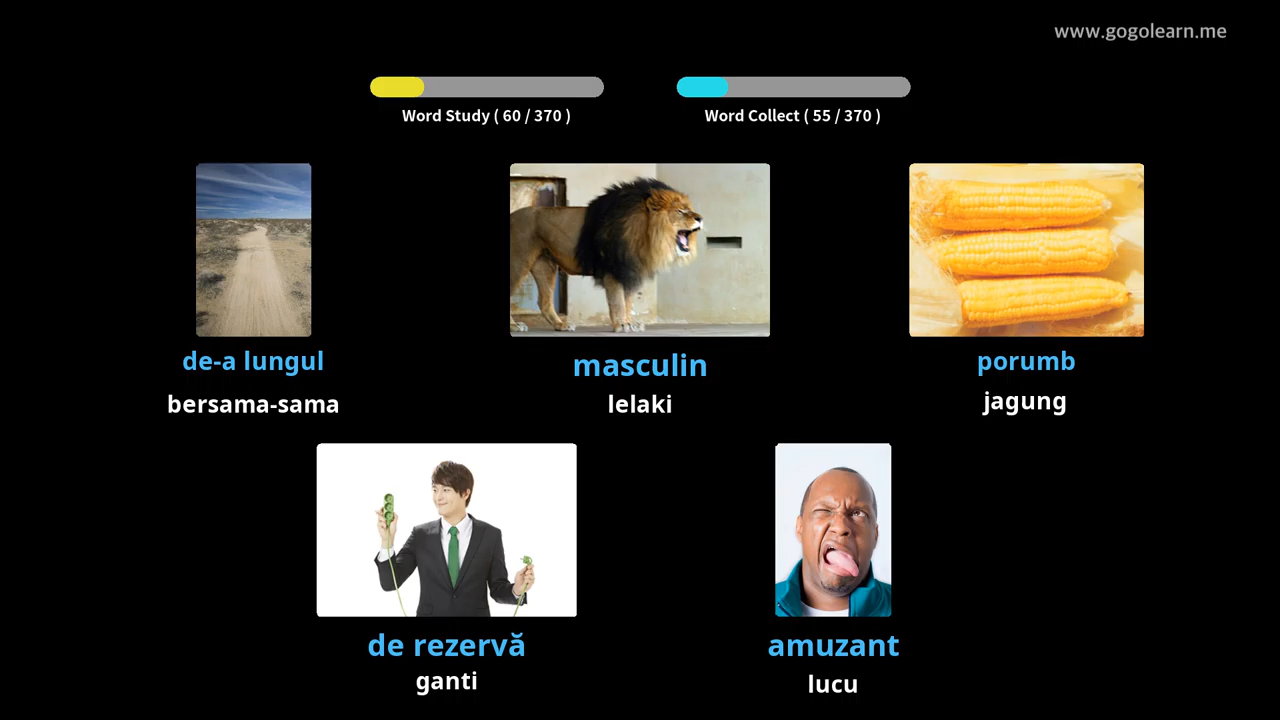 www.gogolearn.me
Word Study ( 60 / 370 )
Word Collect ( 55 / 370 )
de-a lungul
bersama-sama
masculin
lelaki
porumb
jagung
de rezervă
ganti
amuzant
lucu